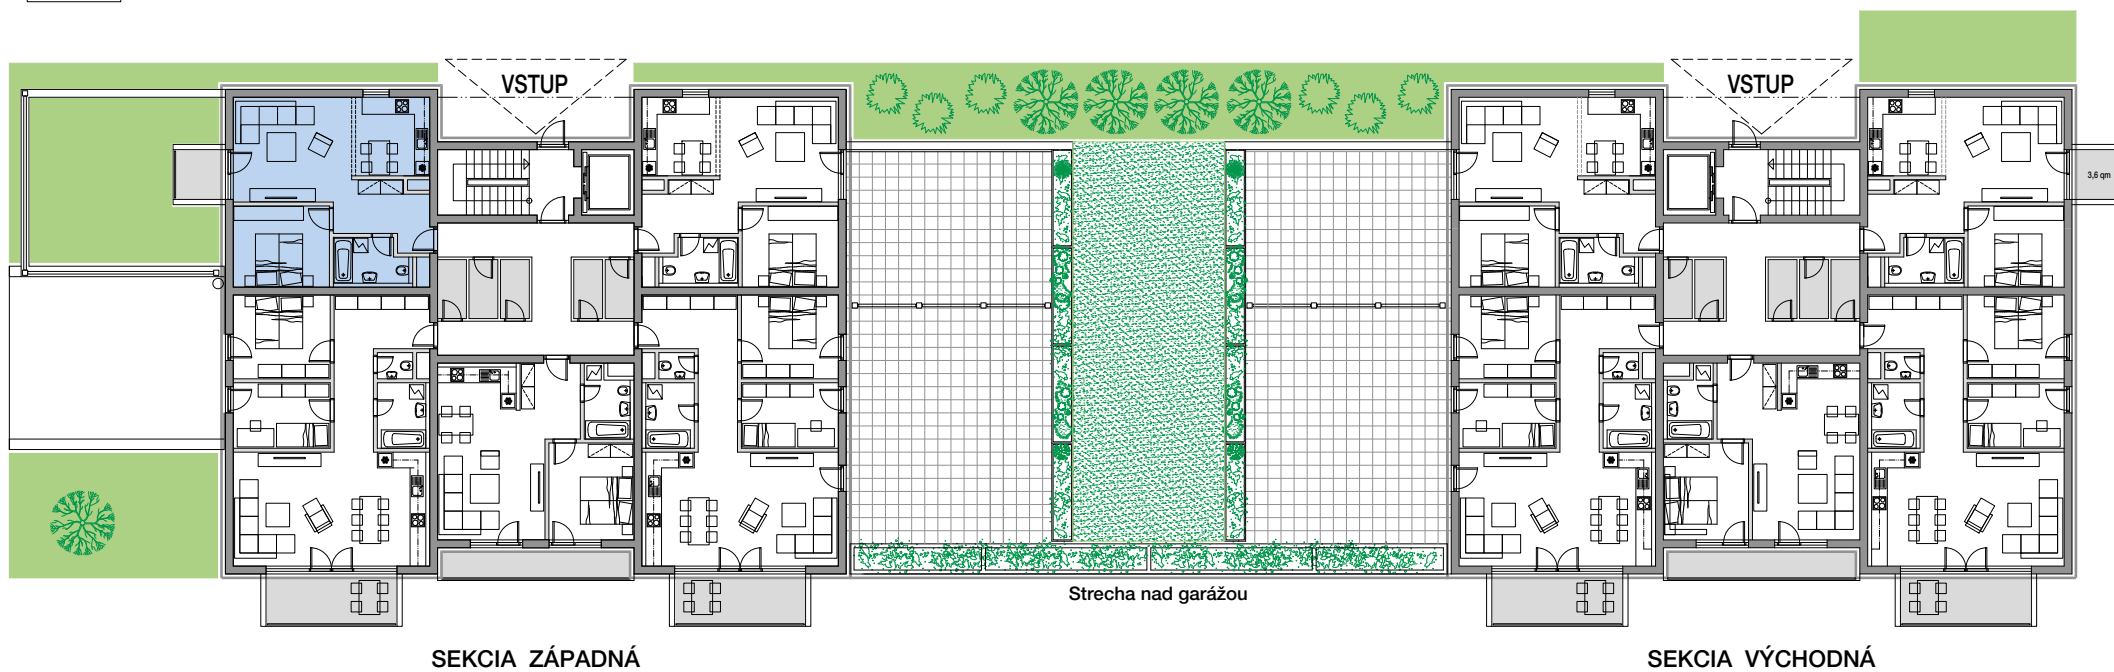 VSTUP
VSTUP
3,6 qm
Strecha nad garážou
SEKCIA ZÁPADNÁ
SEKCIA VÝCHODNÁ